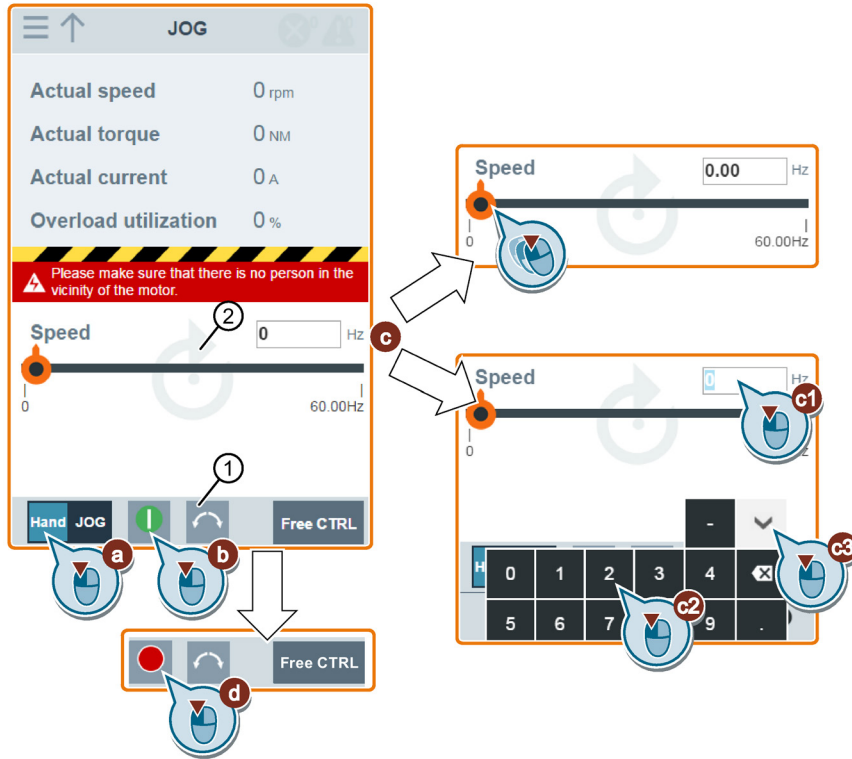 JOG
Actual speed 0 rpm
Actual torque 0 NM
Actual current 0 A
Overload utilization 0 %
Please make sure that there is no person in the
vicinity of the motor.
2
Speed 0 Hz
0 60.00Hz
1
Hand JOG Free CTRL
a b
Free CTRL
d
c
Speed 0.00 Hz
0 60.00Hz
Speed 0 Hz
c1
0
- c3
0 1 2 3 4
c2
5 6 7 9 .